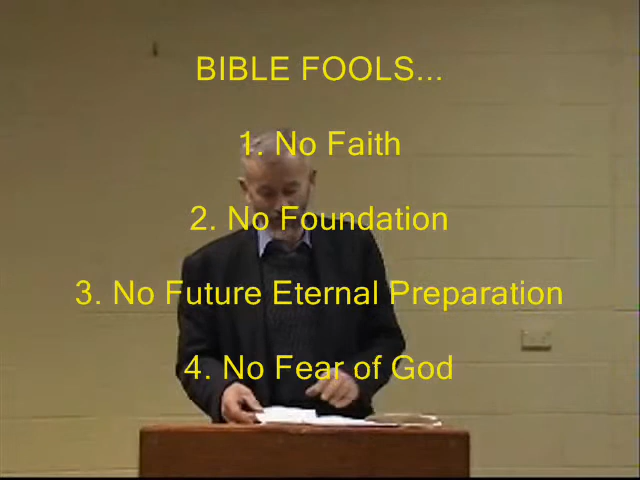 BIBLE FOOLS...
1. No Faith
2. No Foundation
3. No Future Eternal Preparation
4. No Fear of God